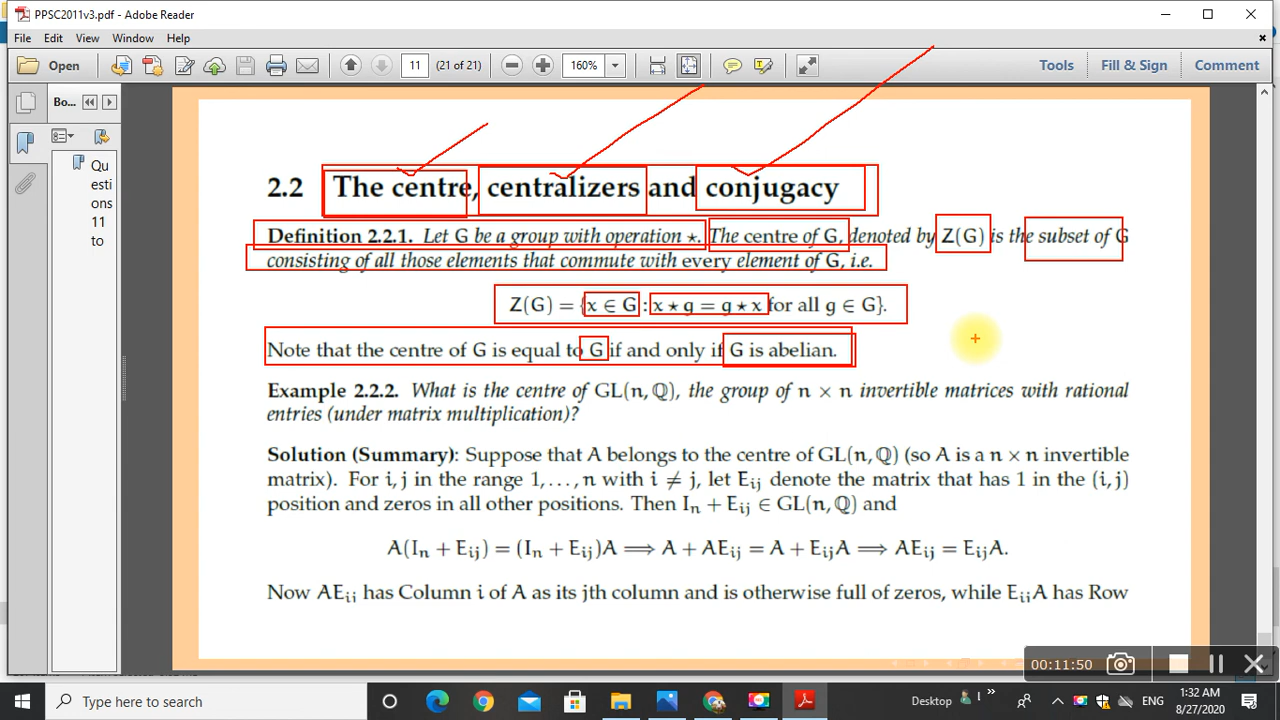 PPSC2011v3.pdf - Adobe Reader
File Edit View Window Help
Open 11 (21 of 21) 160% Tools Fill & Sign Comment
Bo...
Qu
esti
ons
11
to
2.2 The centre, centralizers and conjugacy
Definition 2.2.1. Let G be a group with operation ⋆. The centre of G, denoted by Z(G) is the subset of G
consisting of all those elements that commute with every element of G, i.e.
Z(G) = {x ∈ G : x ⋆ g = g ⋆ x for all g ∈ G}.
Note that the centre of G is equal to G if and only if G is abelian.
Example 2.2.2. What is the centre of GL(n, ℚ), the group of n × n invertible matrices with rational
entries (under matrix multiplication)?
Solution (Summary): Suppose that A belongs to the centre of GL(n, ℚ) (so A is a n × n invertible
matrix). For i, j in the range 1, . . . , n with i ≠ j, let Eij denote the matrix that has 1 in the (i, j)
position and zeros in all other positions. Then In + Eij ∈ GL(n, ℚ) and
A(In + Eij) = (In + Eij)A ⟹ A + AEij = A + EijA ⟹ AEij = EijA.
Now AEij has Column i of A as its jth column and is otherwise full of zeros, while EijA has Row
00:11:50
Type here to search
Desktop
ENG
1:32 AM
8/27/2020